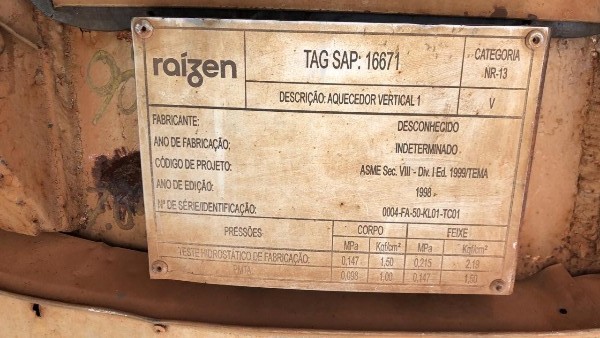 raízen
TAG SAP: 16671
CATEGORIA
NR-13
DESCRIÇÃO: AQUECEDOR VERTICAL 1
V
FABRICANTE: DESCONHECIDO
ANO DE FABRICAÇÃO: INDETERMINADO
CÓDIGO DE PROJETO: ASME Sec. VIII - Div. I Ed. 1999/TEMA
ANO DE EDIÇÃO: 1998
Nº DE SÉRIE/IDENTIFICAÇÃO: 0004-FA-50-KL01-TC01
PRESSÕES CORPO FEIXE
MPa Kgf/cm² MPa Kgf/cm²
TESTE HIDROSTÁTICO DE FABRICAÇÃO: 0,147 1,50 0,215 2,19
PMTA 0,098 1,00 0,147 1,50